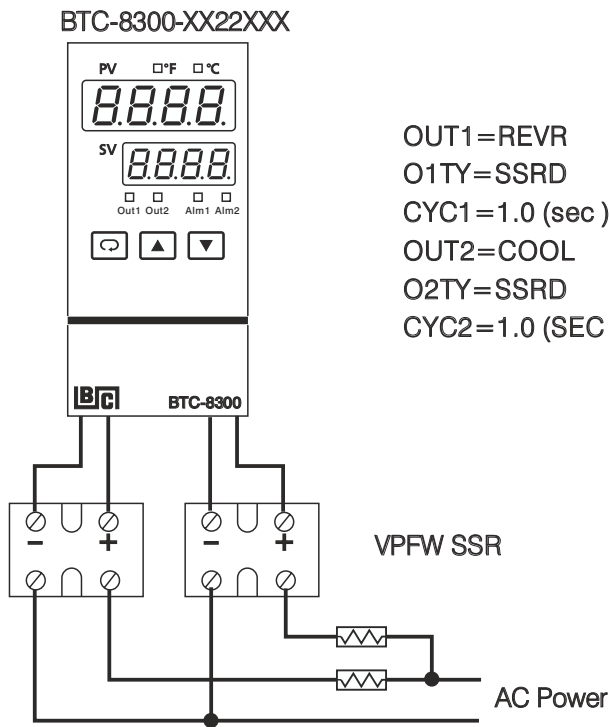 BTC-8300-XX22XXX
PV °F °C
8.8.8.8.
SV 8.8.8.8.
Out1 Out2 Alm1 Alm2
OUT1=REVR
O1TY=SSRD
CYC1=1.0 (sec )
OUT2=COOL
O2TY=SSRD
CYC2=1.0 (SEC
BC BTC-8300
− + − +
VPFW SSR
AC Power